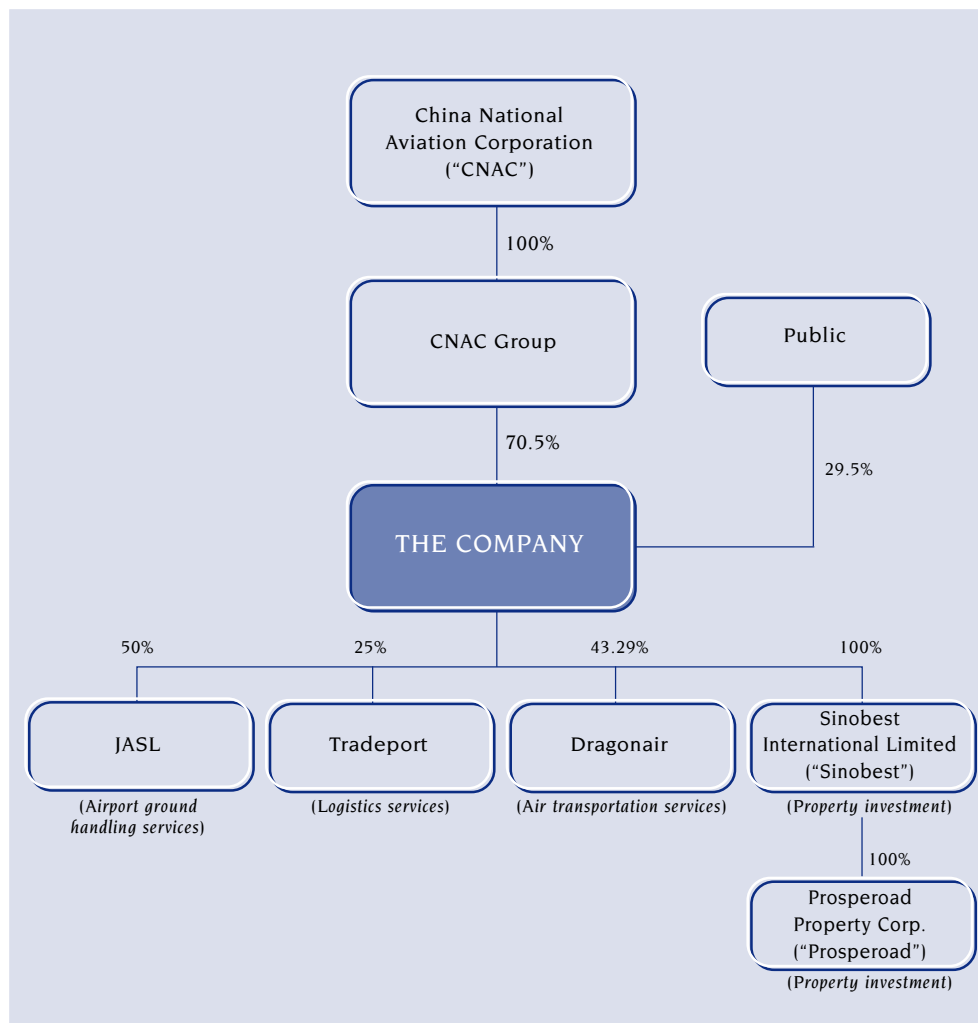 China National
Aviation Corporation
(“CNAC”)
100%
CNAC Group
Public
70.5%
29.5%
THE COMPANY
50%
25%
43.29%
100%
JASL
Tradeport
Dragonair
Sinobest
International Limited
(“Sinobest”)
(Airport ground
handling services)
(Logistics services)
(Air transportation services)
(Property investment)
100%
Prosperoad
Property Corp.
(“Prosperoad”)
(Property investment)